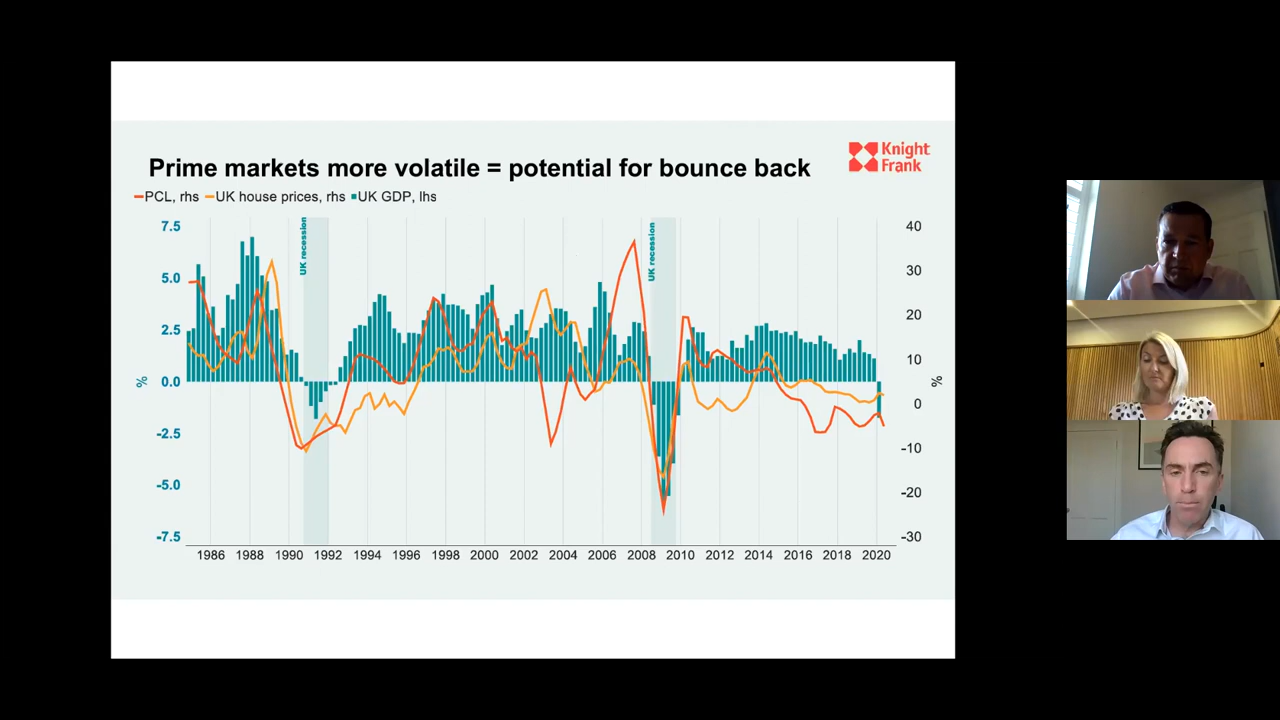 Prime markets more volatile = potential for bounce back
Knight
Frank
PCL, rhs UK house prices, rhs UK GDP, lhs
UK recession
UK recession
7.5
5.0
2.5
0.0
-2.5
-5.0
-7.5
%
40
30
20
10
0
-10
-20
-30
%
1986 1988 1990 1992 1994 1996 1998 2000 2002 2004 2006 2008 2010 2012 2014 2016 2018 2020